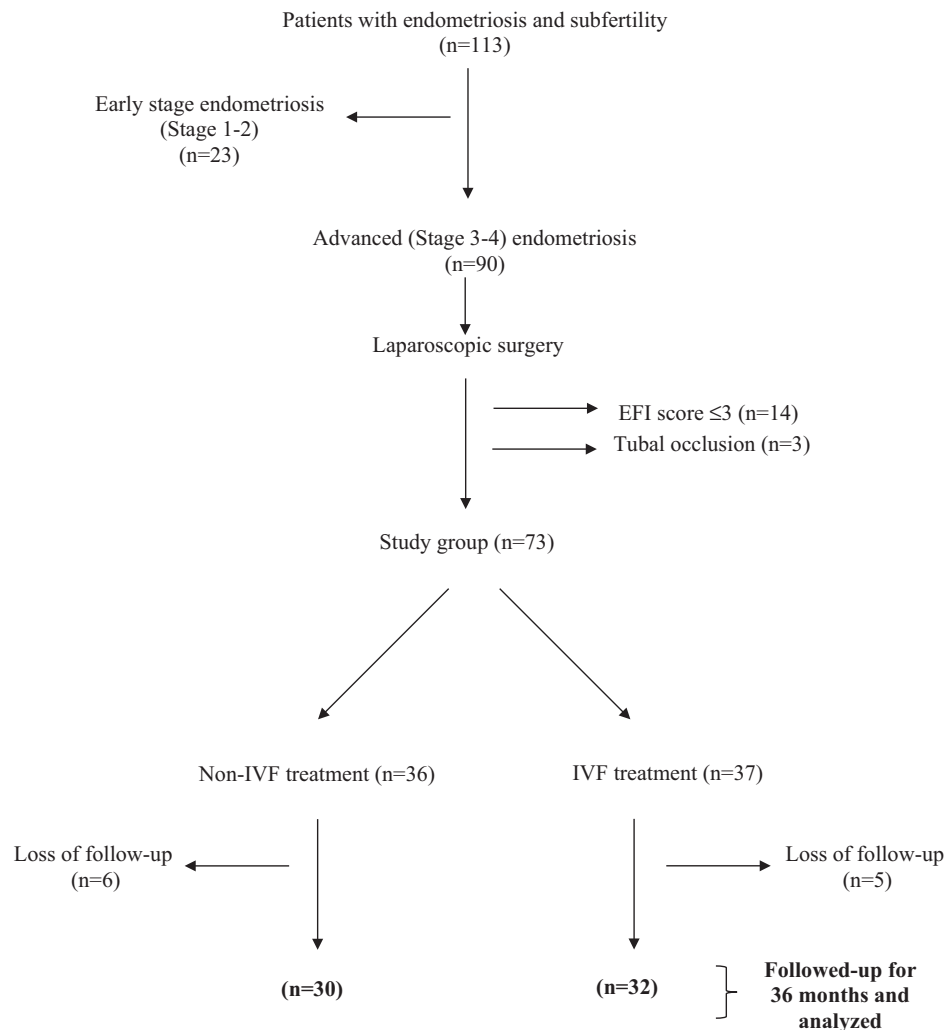 Patients with endometriosis and subfertility
(n=113)
Early stage endometriosis
(Stage 1-2)
(n=23)
Advanced (Stage 3-4) endometriosis
(n=90)
Laparoscopic surgery
EFI score ≤3 (n=14)
Tubal occlusion (n=3)
Study group (n=73)
Non-IVF treatment (n=36)
IVF treatment (n=37)
Loss of follow-up
(n=6)
Loss of follow-up
(n=5)
(n=30)
(n=32)
Followed-up for
36 months and
analyzed